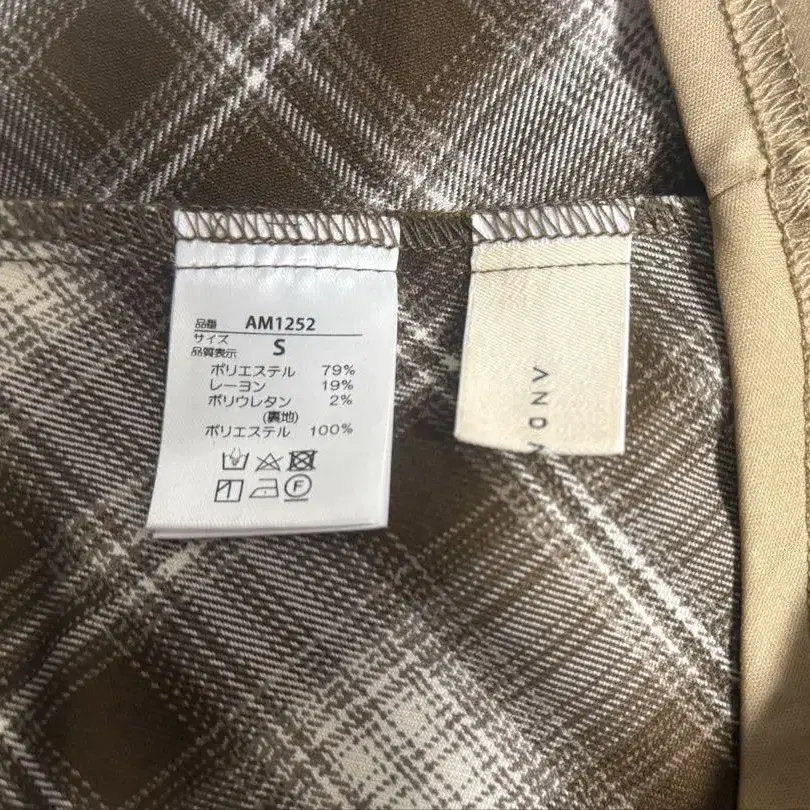 品番 AM1252
サイズ S
品質表示
ポリエステル 79%
レーヨン 19%
ポリウレタン 2%
(裏地)
ポリエステル 100%
F